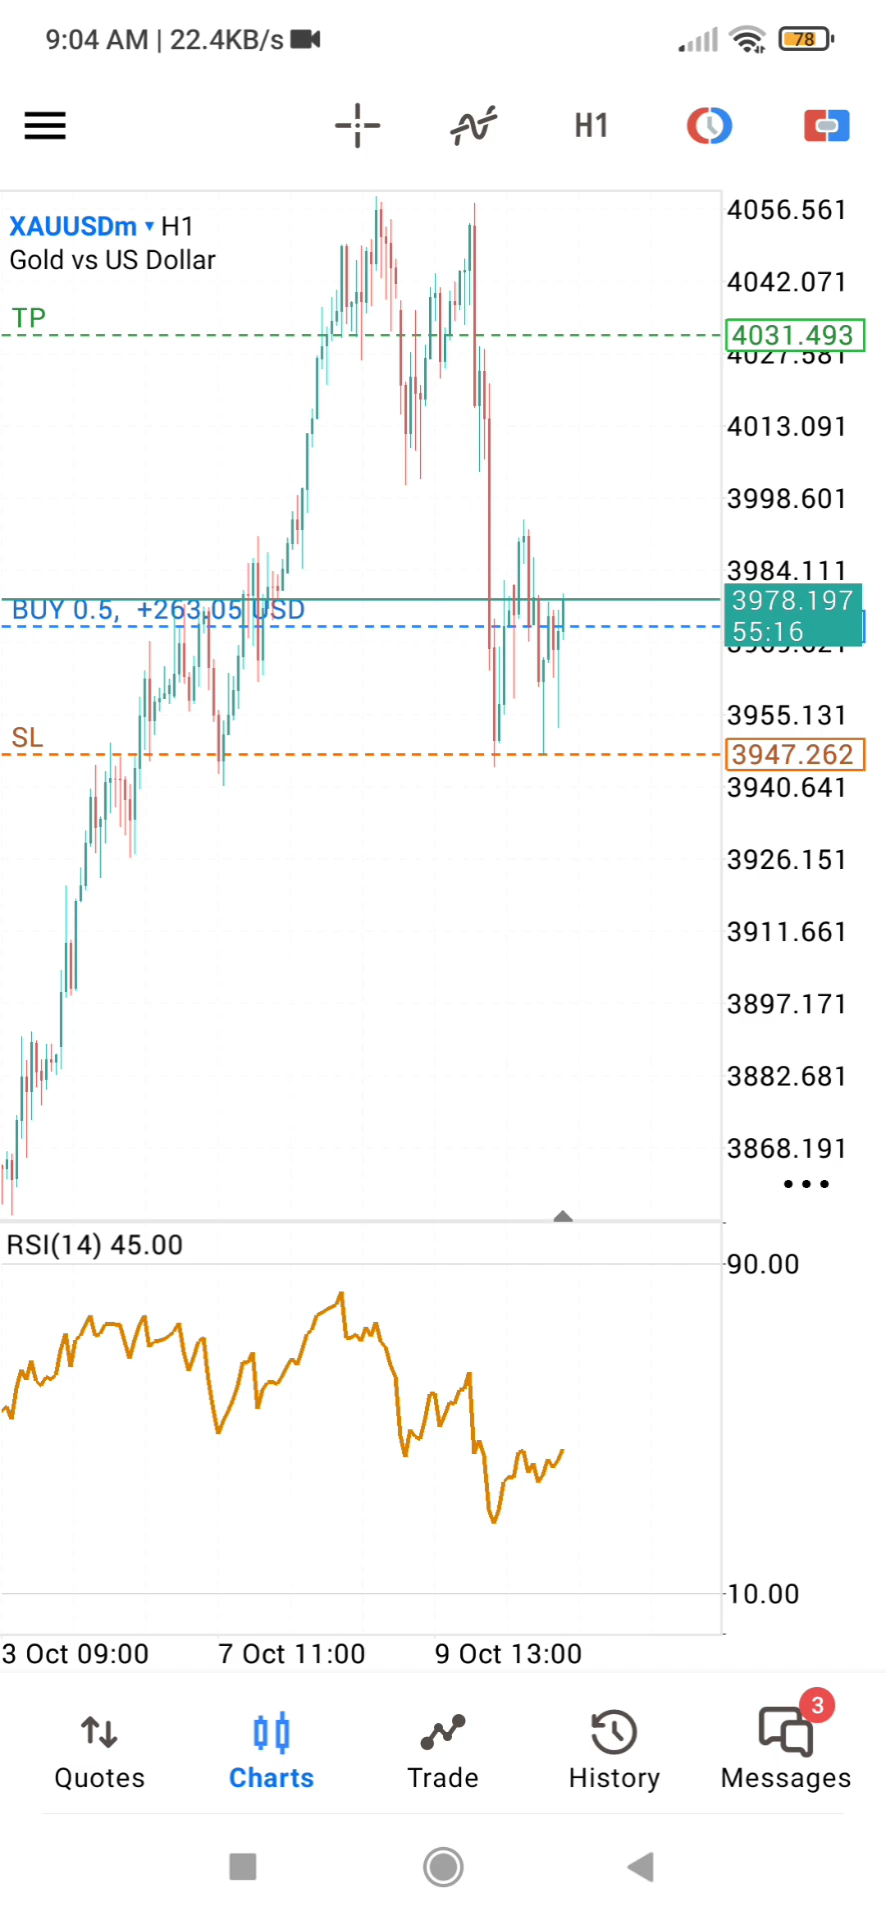 9:04 AM | 22.4KB/s
78
H1
XAUUSDm ▾ H1
Gold vs US Dollar
4056.561
4042.071
TP
4031.493
4027.581
4013.091
3998.601
3984.111
BUY 0.5, +263.05 USD
3978.197
55:16
3969.621
3955.131
SL
3947.262
3940.641
3926.151
3911.661
3897.171
3882.681
3868.191
RSI(14) 45.00
90.00
10.00
3 Oct 09:00
7 Oct 11:00
9 Oct 13:00
3
Quotes
Charts
Trade
History
Messages